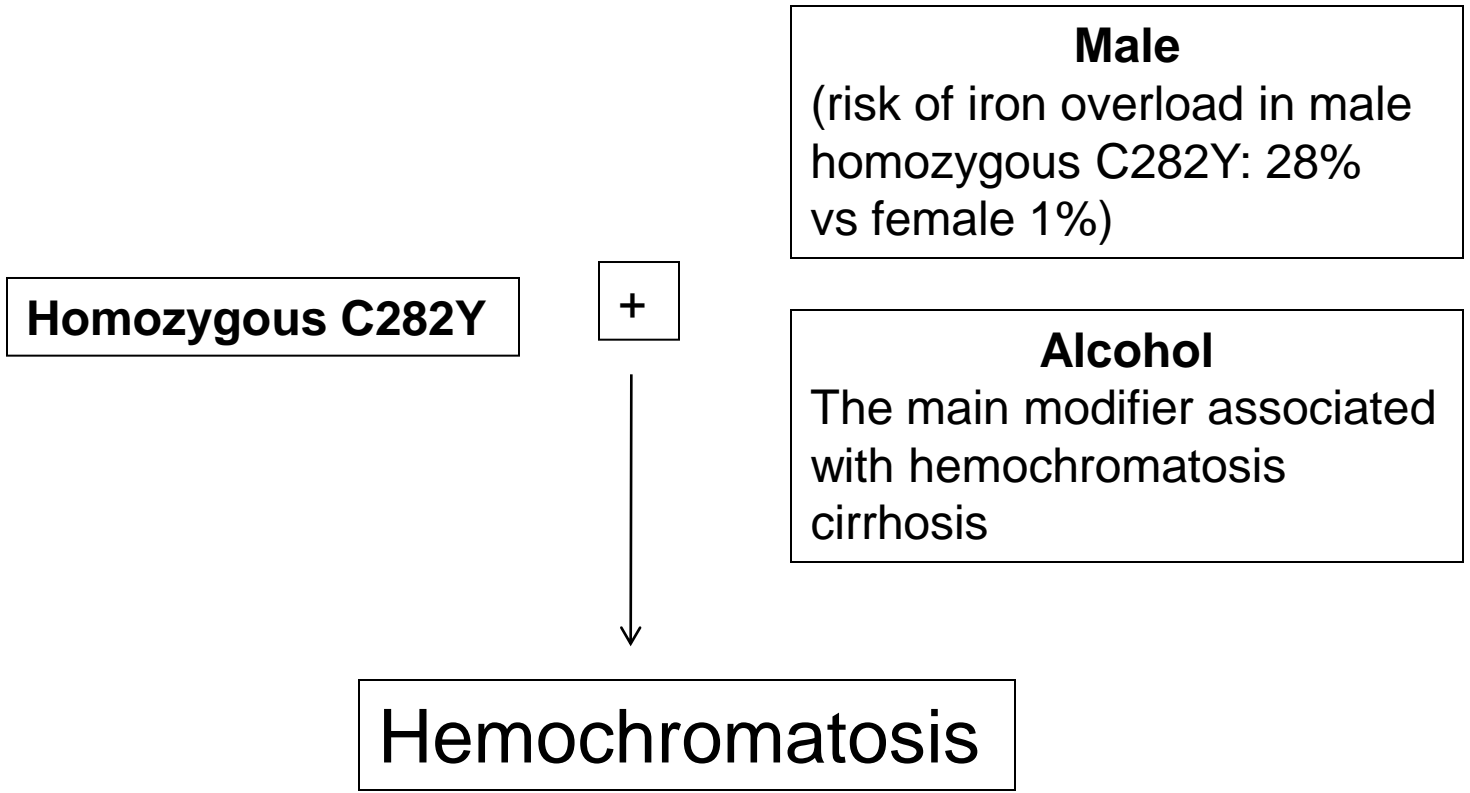 Male
(risk of iron overload in male
homozygous C282Y: 28%
vs female 1%)
Homozygous C282Y
+
Alcohol
The main modifier associated
with hemochromatosis
cirrhosis
Hemochromatosis